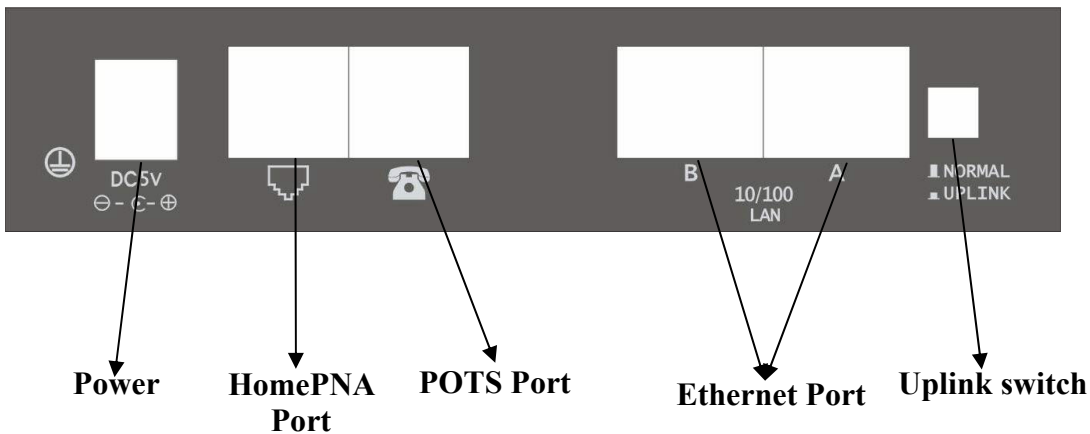 DC5V
- C -
B
A
10/100
LAN
NORMAL
UPLINK
Power
HomePNA
Port
POTS Port
Ethernet Port
Uplink switch